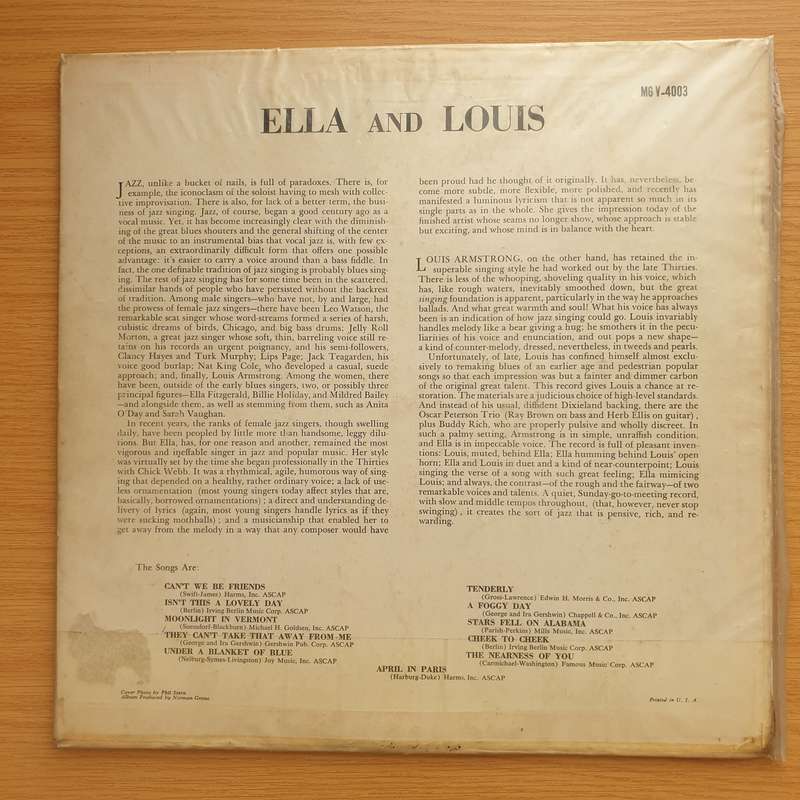 MG V-4003
ELLA AND LOUIS
JAZZ, unlike a bucket of nails, is full of paradoxes. There is, for
example, the iconoclasm of the soloist having to mesh with collec-
tive improvisation. There is also, for lack of a better term, the busi-
ness of jazz singing. Jazz, of course, began a good century ago as a
vocal music. Yet, it has become increasingly clear with the diminish-
ing of the great blues shouters and the general shifting of the center
of the music to an instrumental bias that vocal jazz is, with few ex-
ceptions, an extraordinarily difficult form that offers one possible
advantage: it's easier to carry a voice around than a bass fiddle. In
fact, the one definable tradition of jazz singing is probably blues sing-
ing. The rest of jazz singing has for some time been in the scattered,
dissimilar hands of people who have persisted without the backrest
of tradition. Among male singers—who have not, by and large, had
the prowess of female jazz singers—there have been Leo Watson, the
remarkable scat singer whose word-streams formed a series of harsh,
cubistic dreams of birds, Chicago, and big bass drums; Jelly Roll
Morton, a great jazz singer whose soft, thin, barreling voice still re-
tains on his records an urgent poignancy, and his semi-followers,
Clancy Hayes and Turk Murphy; Lips Page; Jack Teagarden, his
voice good burlap; Nat King Cole, who developed a casual, suede
approach; and, finally, Louis Armstrong. Among the women, there
have been, outside of the early blues singers, two, or possibly three
principal figures—Ella Fitzgerald, Billie Holiday, and Mildred Bailey
—and alongside them, as well as stemming from them, such as Anita
O'Day and Sarah Vaughan.
In recent years, the ranks of female jazz singers, though swelling
daily, have been peopled by little more than handsome, leggy dilu-
tions. But Ella, has, for one reason and another, remained the most
vigorous and ineffable singer in jazz and popular music. Her style
was virtually set by the time she began professionally in the Thirties
with Chick Webb. It was a rhythmical, agile, humorous way of sing-
ing that depended on a healthy, rather ordinary voice; a lack of use-
less ornamentation (most young singers today affect styles that are,
basically, borrowed ornamentations); a direct and understanding de-
livery of lyrics (again, most young singers handle lyrics as if they
were sucking mothballs); and a musicianship that enabled her to
get away from the melody in a way that any composer would have
been proud had he thought of it originally. It has, nevertheless, be-
come more subtle, more flexible, more polished, and recently has
manifested a luminous lyricism that is not apparent so much in its
single parts as in the whole. She gives the impression today of the
finished artist whose seams no longer show, whose approach is stable
but exciting, and whose mind is in balance with the heart.
LOUIS ARMSTRONG, on the other hand, has retained the in-
superable singing style he had worked out by the late Thirties.
There is less of the whooping, shoveling quality in his voice, which
has, like rough waters, inevitably smoothed down, but the great
singing foundation is apparent, particularly in the way he approaches
ballads. And what great warmth and soul! What his voice has always
been is an indication of how jazz singing could go. Louis invariably
handles melody like a bear giving a hug; he smothers it in the pecu-
liarities of his voice and enunciation, and out pops a new shape—
a kind of counter-melody, dressed, nevertheless, in tweeds and pearls.
Unfortunately, of late, Louis has confined himself almost exclu-
sively to remaking blues of an earlier age and pedestrian popular
songs so that each impression was but a fainter and dimmer carbon
of the original great talent. This record gives Louis a chance at re-
storation. The materials are a judicious choice of high-level standards.
And instead of his usual, diffident Dixieland backing, there are the
Oscar Peterson Trio (Ray Brown on bass and Herb Ellis on guitar),
plus Buddy Rich, who are properly pulsive and wholly discreet. In
such a palmy setting, Armstrong is in simple, unraffish condition,
and Ella is in impeccable voice. The record is full of pleasant inven-
tions: Louis, muted, behind Ella; Ella humming behind Louis' open
horn; Ella and Louis in duet and a kind of near-counterpoint; Louis
singing the verse of a song with such great feeling; Ella mimicing
Louis; and always, the contrast—of the rough and the fairway—of two
remarkable voices and talents. A quiet, Sunday-go-to-meeting record,
with slow and middle tempos throughout, (that, however, never stop
swinging), it creates the sort of jazz that is pensive, rich, and re-
warding.
The Songs Are:
CAN'T WE BE FRIENDS
(Swift-James) Harms, Inc. ASCAP
ISN'T THIS A LOVELY DAY
(Berlin) Irving Berlin Music Corp. ASCAP
MOONLIGHT IN VERMONT
(Suessdorf-Blackburn) Michael H. Goldsen, Inc. ASCAP
THEY CAN'T TAKE THAT AWAY FROM ME
(George and Ira Gershwin) Gershwin Pub. Corp. ASCAP
UNDER A BLANKET OF BLUE
(Neiburg-Symes-Livingston) Joy Music, Inc. ASCAP
TENDERLY
(Gross-Lawrence) Edwin H. Morris & Co., Inc. ASCAP
A FOGGY DAY
(George and Ira Gershwin) Chappell & Co., Inc. ASCAP
STARS FELL ON ALABAMA
(Parish-Perkins) Mills Music, Inc. ASCAP
CHEEK TO CHEEK
(Berlin) Irving Berlin Music Corp. ASCAP
THE NEARNESS OF YOU
(Carmichael-Washington) Famous Music Corp. ASCAP
APRIL IN PARIS
(Harburg-Duke) Harms, Inc. ASCAP
Cover Photo by Phil Stern
Album Produced by Norman Granz
Printed in U. S. A.